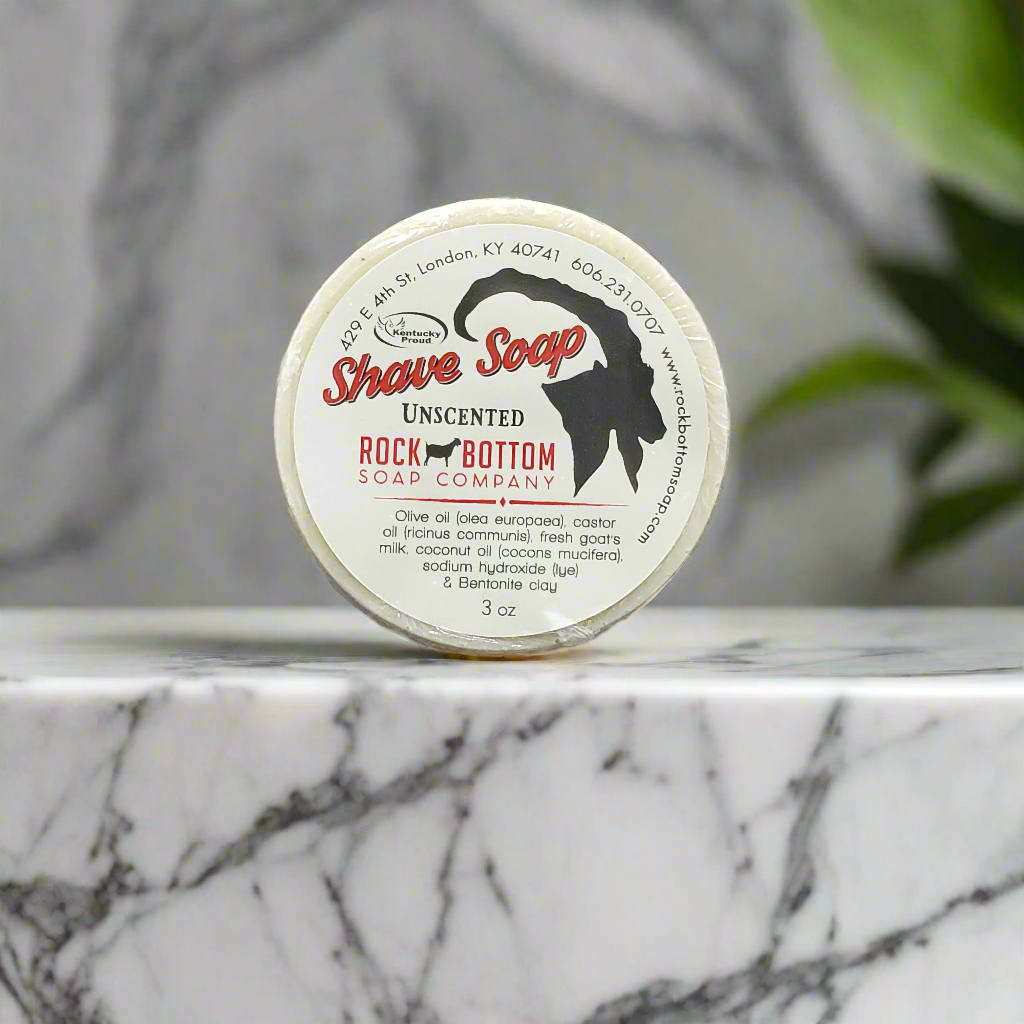 429 E 4th St, London, KY 40741 606.231.0707 www.rockbottomsoap.com
Kentucky
Proud
Shave Soap
UNSCENTED
ROCK BOTTOM
SOAP COMPANY
Olive oil (olea europaea), castor
oil (ricinus communis), fresh goat's
milk, coconut oil (cocons mucifera),
sodium hydroxide (lye)
& Bentonite clay
3 oz